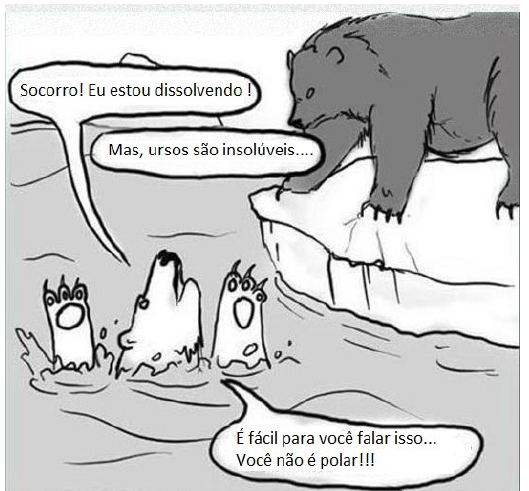 Socorro! Eu estou dissolvendo !
Mas, ursos são insolúveis....
É fácil para você falar isso...
Você não é polar!!!